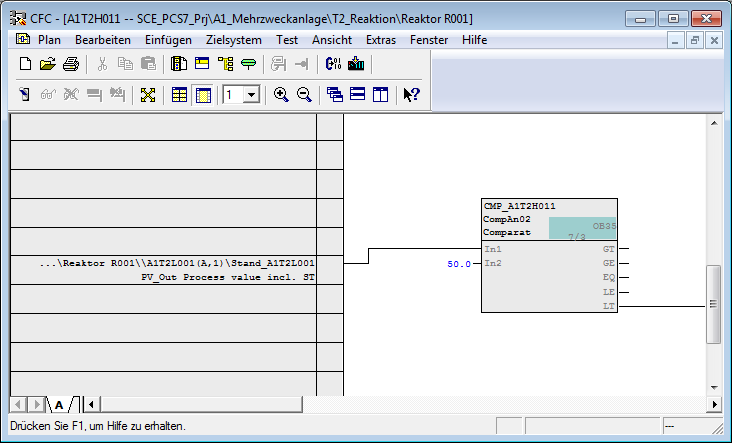 CFC - [A1T2H011 -- SCE_PCS7_Prj\A1_Mehrzweckanlage\T2_Reaktion\Reaktor R001]
Plan Bearbeiten Einfügen Zielsystem Test Ansicht Extras Fenster Hilfe
1
CMP_A1T2H011
CompAn02
Comparat
OB35
7/3
...\Reaktor R001\\A1T2L001(A,1)\Stand_A1T2L001
PV_Out Process value incl. ST
50.0
In1
In2
GT
GE
EQ
LE
LT
A
Drücken Sie F1, um Hilfe zu erhalten.
---